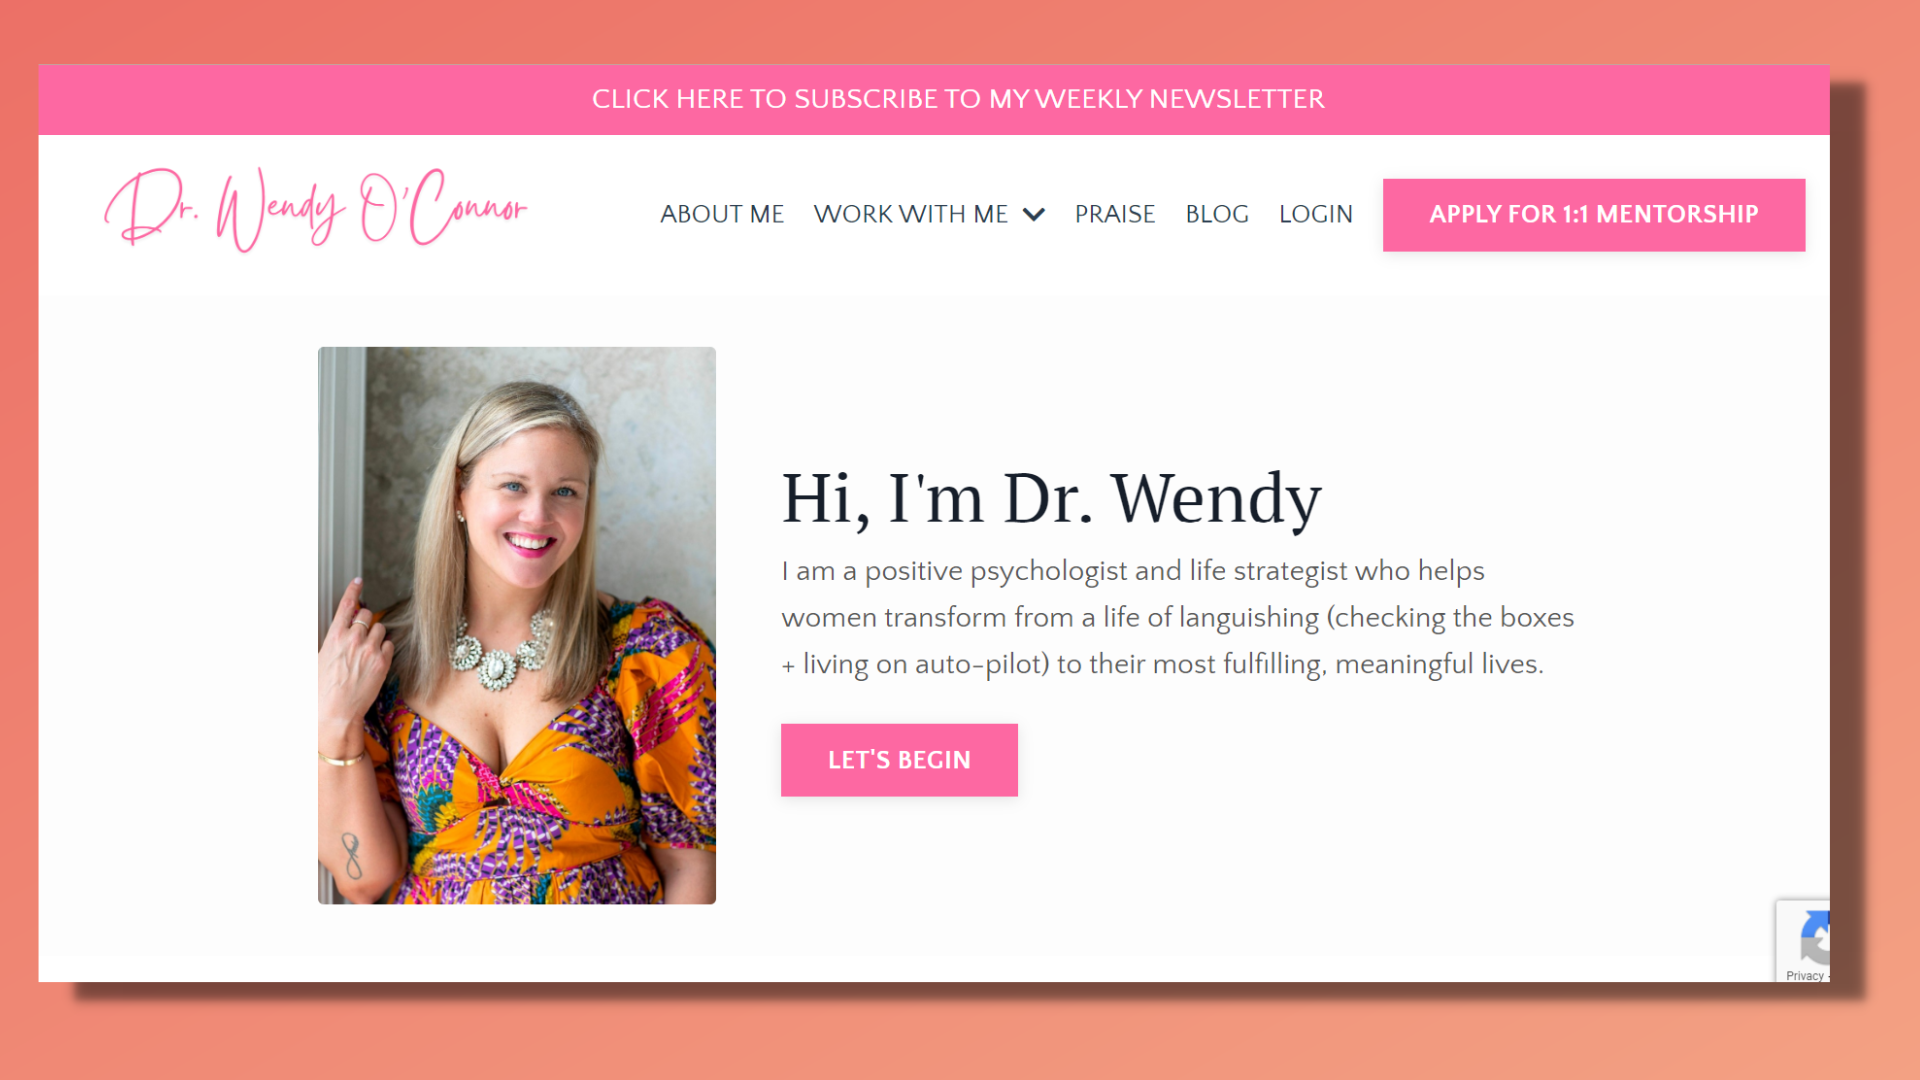 CLICK HERE TO SUBSCRIBE TO MY WEEKLY NEWSLETTER
Dr. Wendy O'Connor
ABOUT ME
WORK WITH ME
PRAISE
BLOG
LOGIN
APPLY FOR 1:1 MENTORSHIP
Hi, I'm Dr. Wendy
I am a positive psychologist and life strategist who helps
women transform from a life of languishing (checking the boxes
+ living on auto-pilot) to their most fulfilling, meaningful lives.
LET'S BEGIN
Privacy -